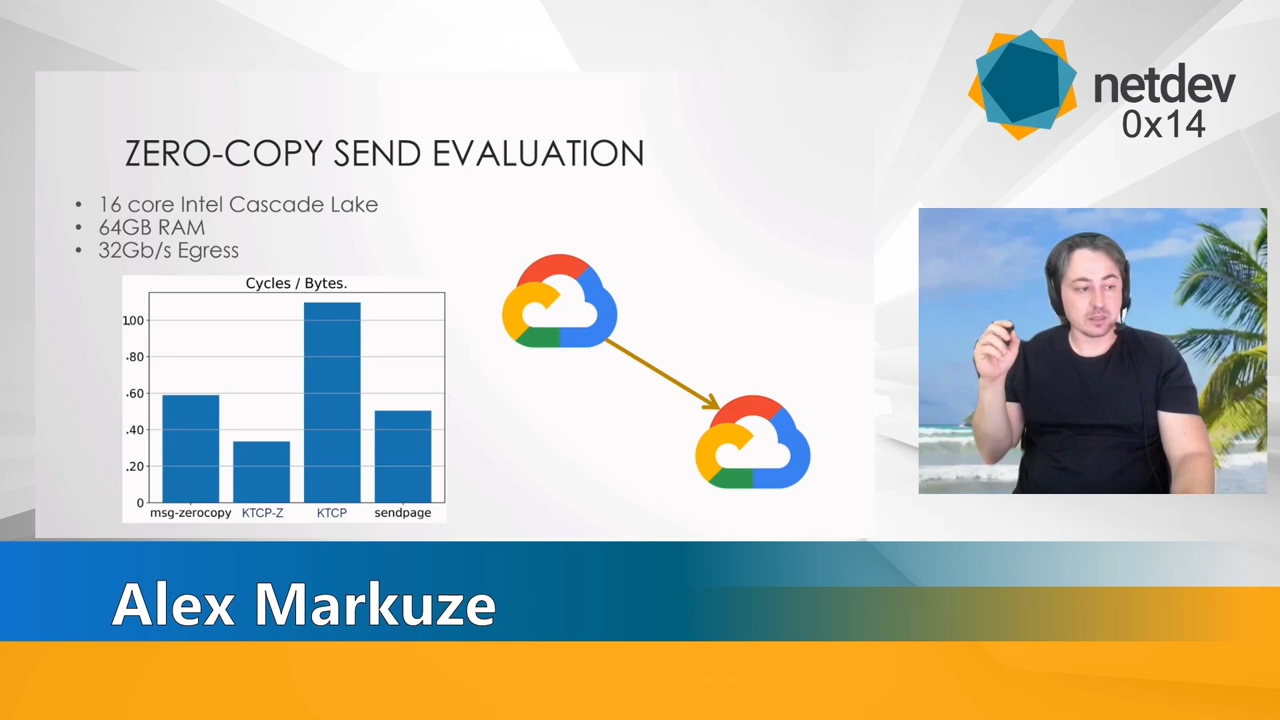 netdev
0x14
ZERO-COPY SEND EVALUATION
• 16 core Intel Cascade Lake
• 64GB RAM
• 32Gb/s Egress
Cycles / Bytes.
100
.80
.60
.40
.20
0
msg-zerocopy KTCP-Z KTCP sendpage
Alex Markuze